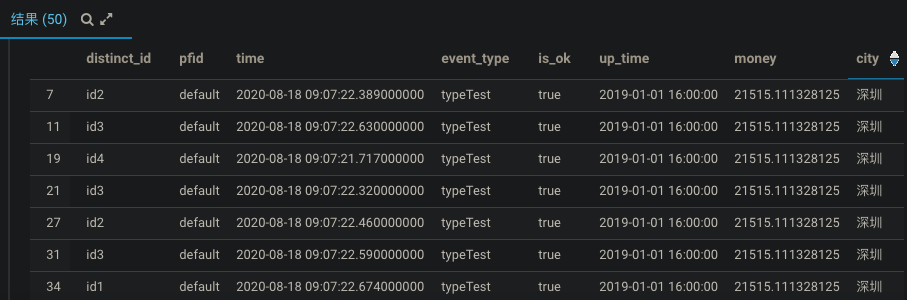 结果 (50)
distinct_id pfid time event_type is_ok up_time money city
7 id2 default 2020-08-18 09:07:22.389000000 typeTest true 2019-01-01 16:00:00 21515.111328125 深圳
11 id3 default 2020-08-18 09:07:22.630000000 typeTest true 2019-01-01 16:00:00 21515.111328125 深圳
19 id4 default 2020-08-18 09:07:21.717000000 typeTest true 2019-01-01 16:00:00 21515.111328125 深圳
21 id3 default 2020-08-18 09:07:22.320000000 typeTest true 2019-01-01 16:00:00 21515.111328125 深圳
27 id2 default 2020-08-18 09:07:22.460000000 typeTest true 2019-01-01 16:00:00 21515.111328125 深圳
31 id3 default 2020-08-18 09:07:22.590000000 typeTest true 2019-01-01 16:00:00 21515.111328125 深圳
34 id1 default 2020-08-18 09:07:22.674000000 typeTest true 2019-01-01 16:00:00 21515.111328125 深圳